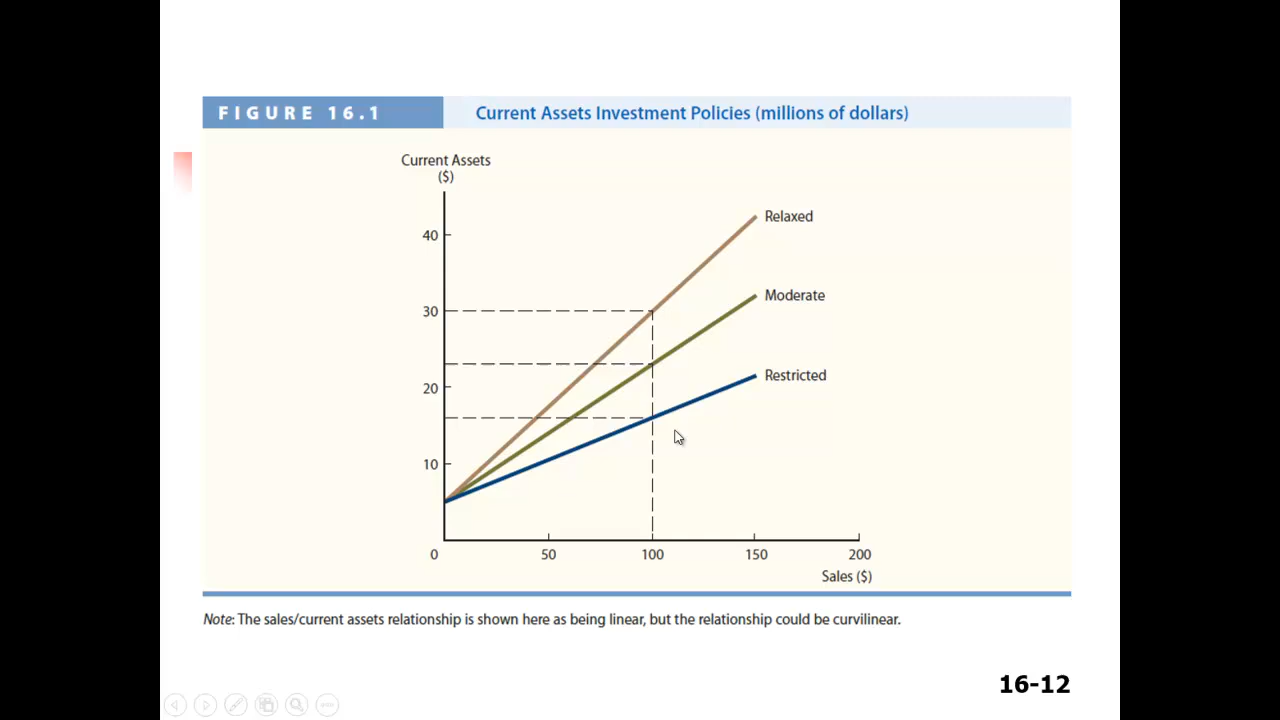 FIGURE 16.1
Current Assets Investment Policies (millions of dollars)
Current Assets
($)
Relaxed
40
Moderate
30
Restricted
20
10
0
50
100
150
200
Sales ($)
Note: The sales/current assets relationship is shown here as being linear, but the relationship could be curvilinear.
16-12